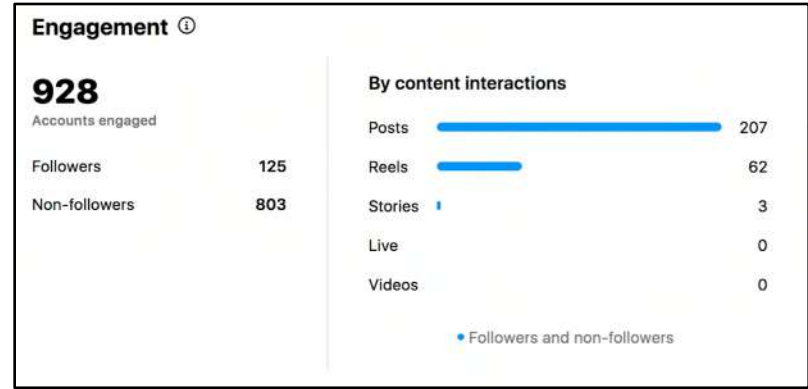 Engagement
928
Accounts engaged
Followers 125
Non-followers 803
By content interactions
Posts 207
Reels 62
Stories 3
Live 0
Videos 0
Followers and non-followers